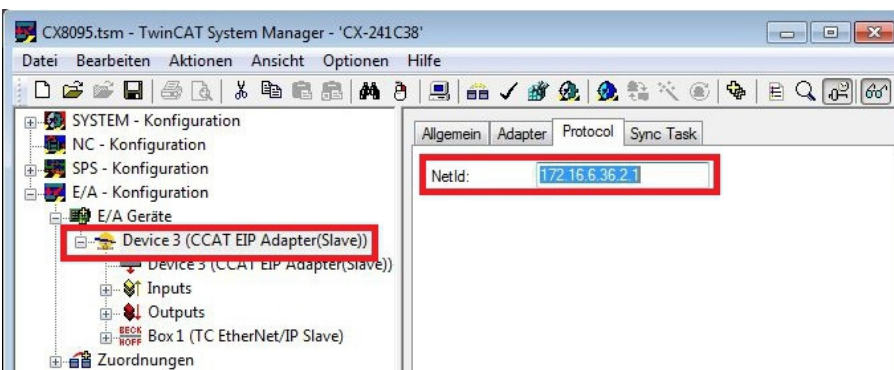 CX8095.tsm - TwinCAT System Manager - 'CX-241C38'
Datei Bearbeiten Aktionen Ansicht Optionen Hilfe
SYSTEM - Konfiguration
NC - Konfiguration
SPS - Konfiguration
E/A - Konfiguration
E/A Geräte
Device 3 (CCAT EIP Adapter(Slave))
Device 3 (CCAT EIP Adapter(Slave))
Inputs
Outputs
BECK
HOFF Box 1 (TC EtherNet/IP Slave)
Zuordnungen
Allgemein Adapter Protocol Sync Task
NetId: 172.16.6.36.2.1